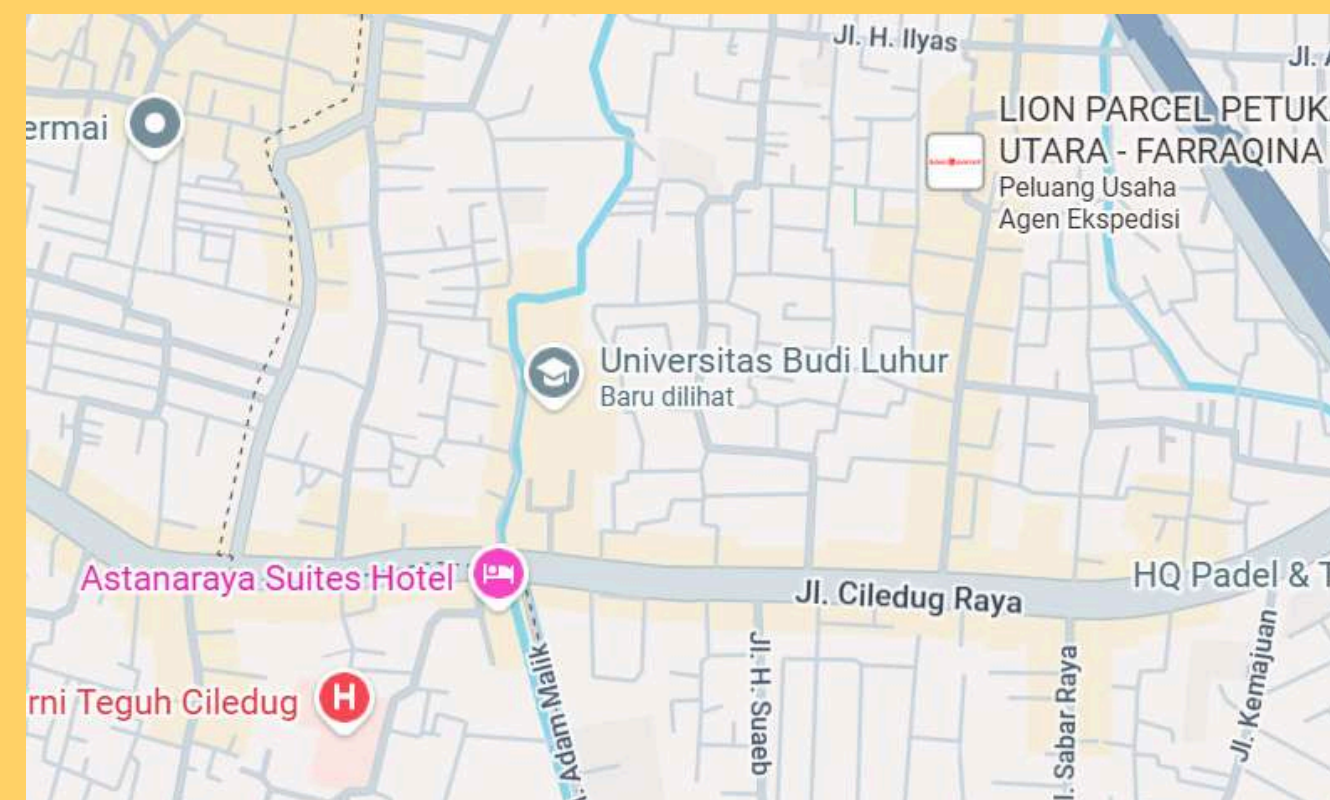 Jl. H. Ilyas
Jl. A
LION PARCEL PETUK
UTARA - FARRAQINA
Peluang Usaha
Agen Ekspedisi
ermai
Universitas Budi Luhur
Baru dilihat
Astanaraya Suites Hotel
Jl. Ciledug Raya
HQ Padel & T
rni Teguh Ciledug
H
l. Adam Malik
Jl. H. Suaeb
l. Sabar Raya
Jl. Kemajuan